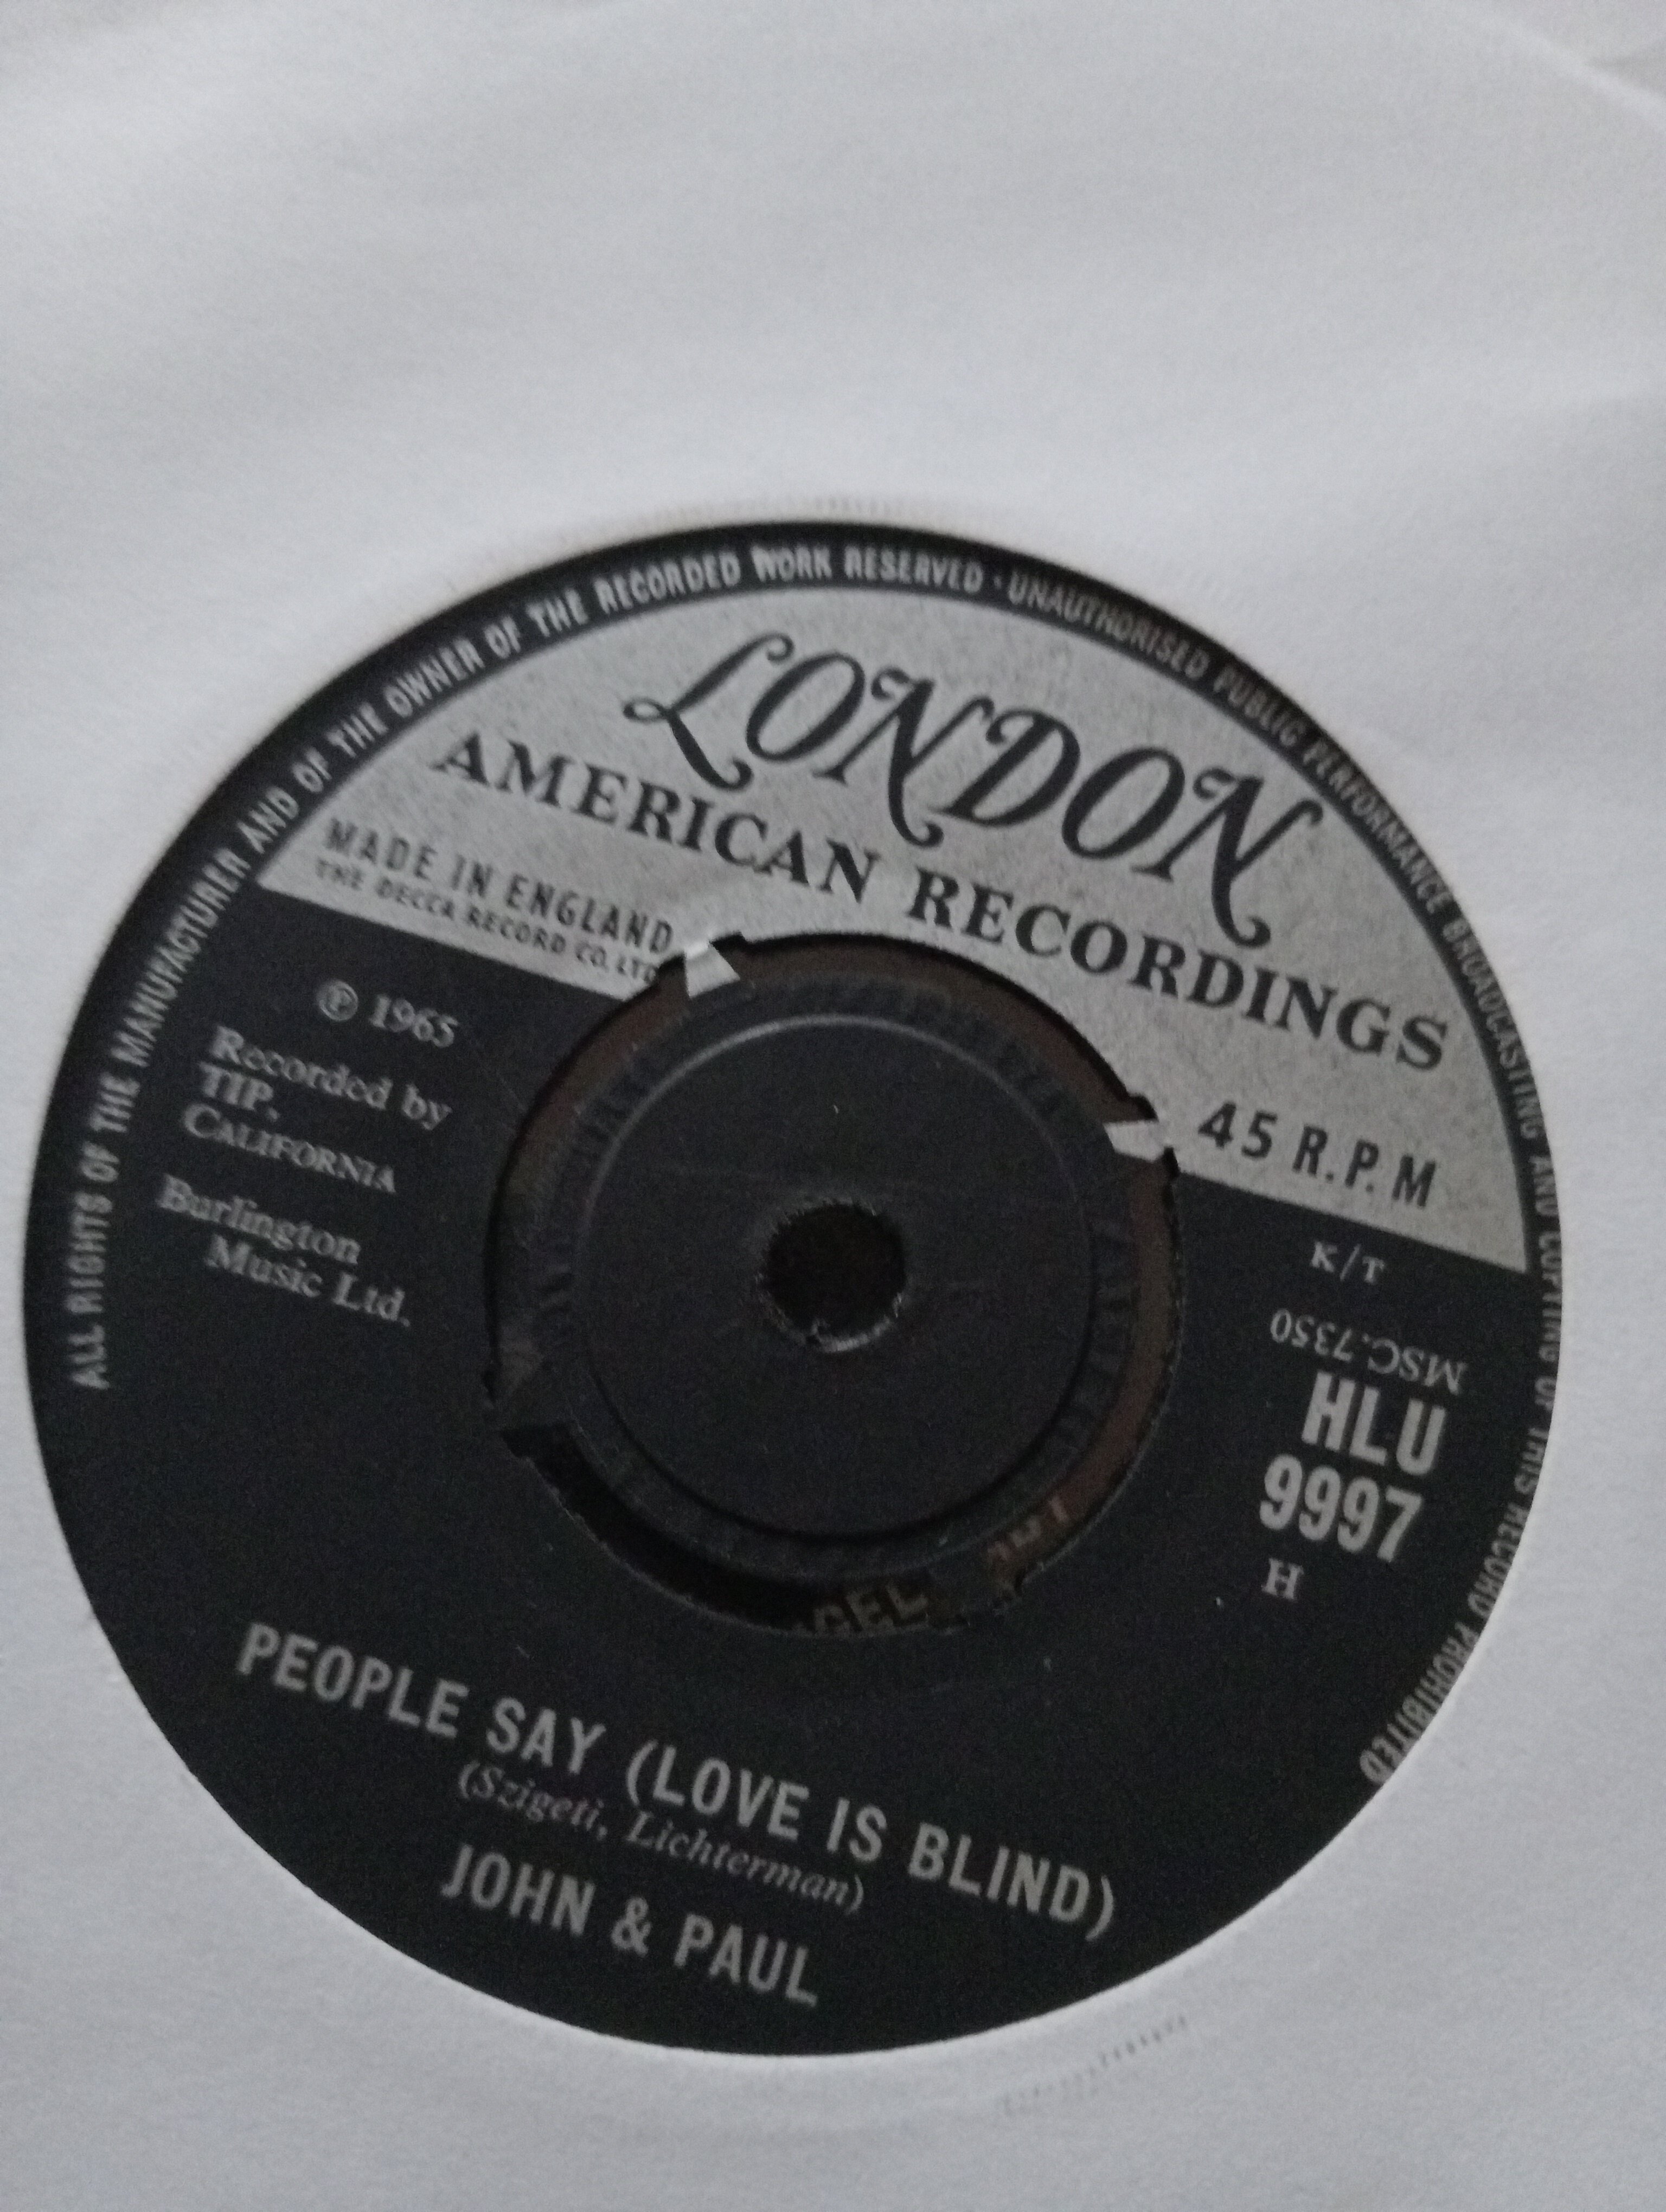 ALL RIGHTS OF THE MANUFACTURER AND OF THE OWNER OF THE RECORDED WORK RESERVED · UNAUTHORISED PUBLIC PERFORMANCE BROADCASTING AND COPYING OF THIS RECORD PROHIBITED
LONDON
AMERICAN RECORDINGS
MADE IN ENGLAND
THE DECCA RECORD CO. LTD
45 R.P.M
℗ 1965
Recorded by
TIP,
CALIFORNIA
Burlington
Music Ltd.
K/T
MSC.7350
HLU
9997
H
PEOPLE SAY (LOVE IS BLIND)
(Szigeti, Lichterman)
JOHN & PAUL